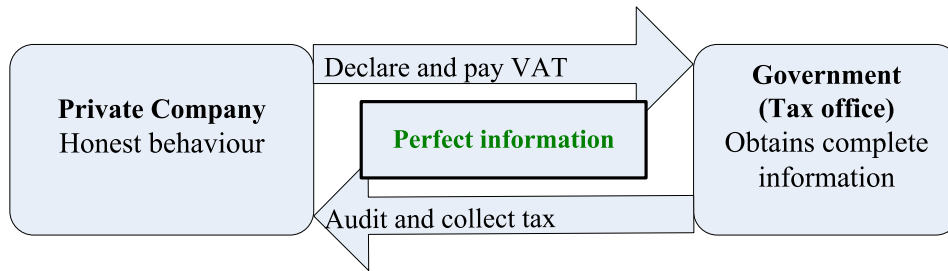 Declare and pay VAT
Private Company
Honest behaviour
Perfect information
Government
(Tax office)
Obtains complete
information
Audit and collect tax